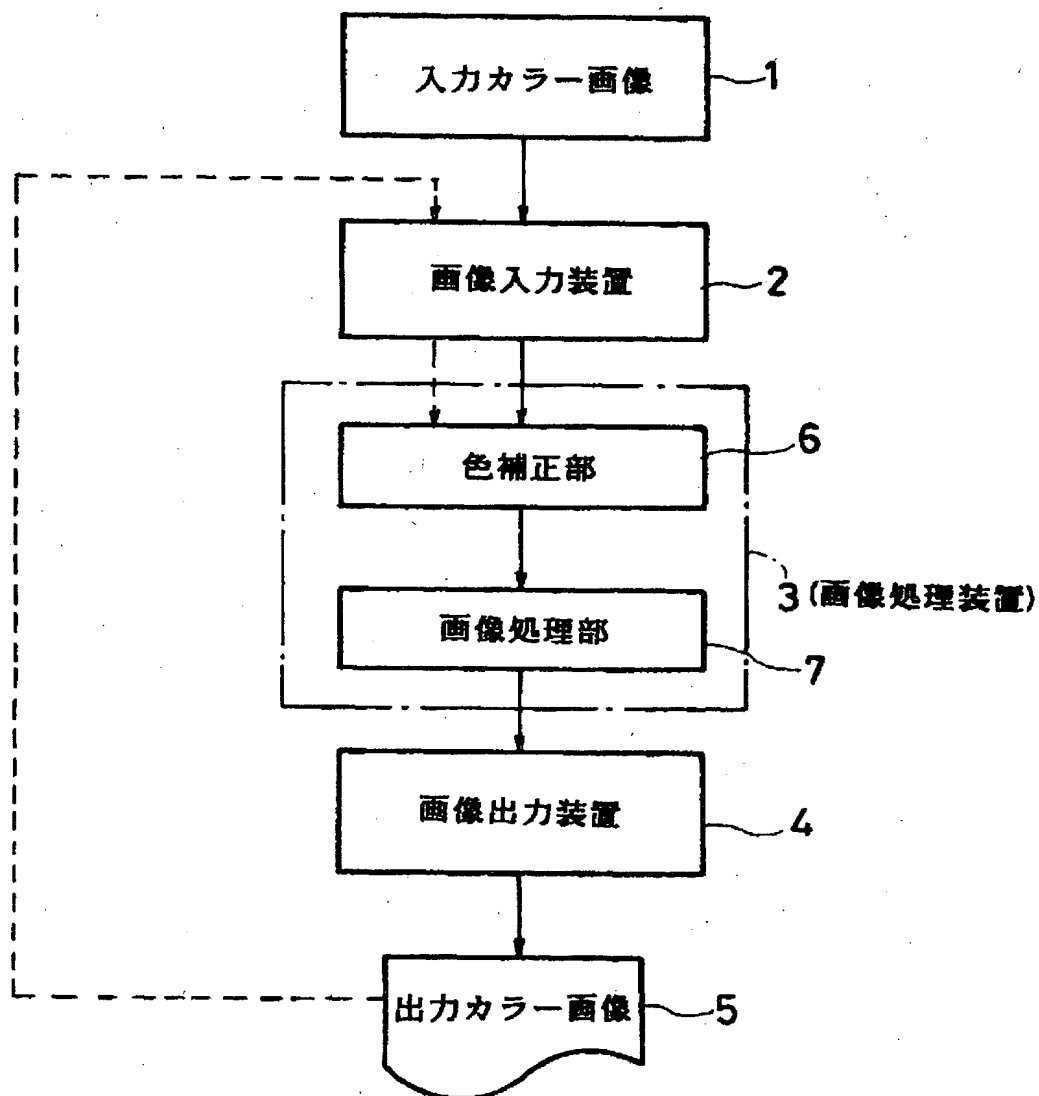 入力カラー画像
1
画像入力装置
2
色補正部
6
3(画像処理装置)
画像処理部
7
画像出力装置
4
出力カラー画像
5